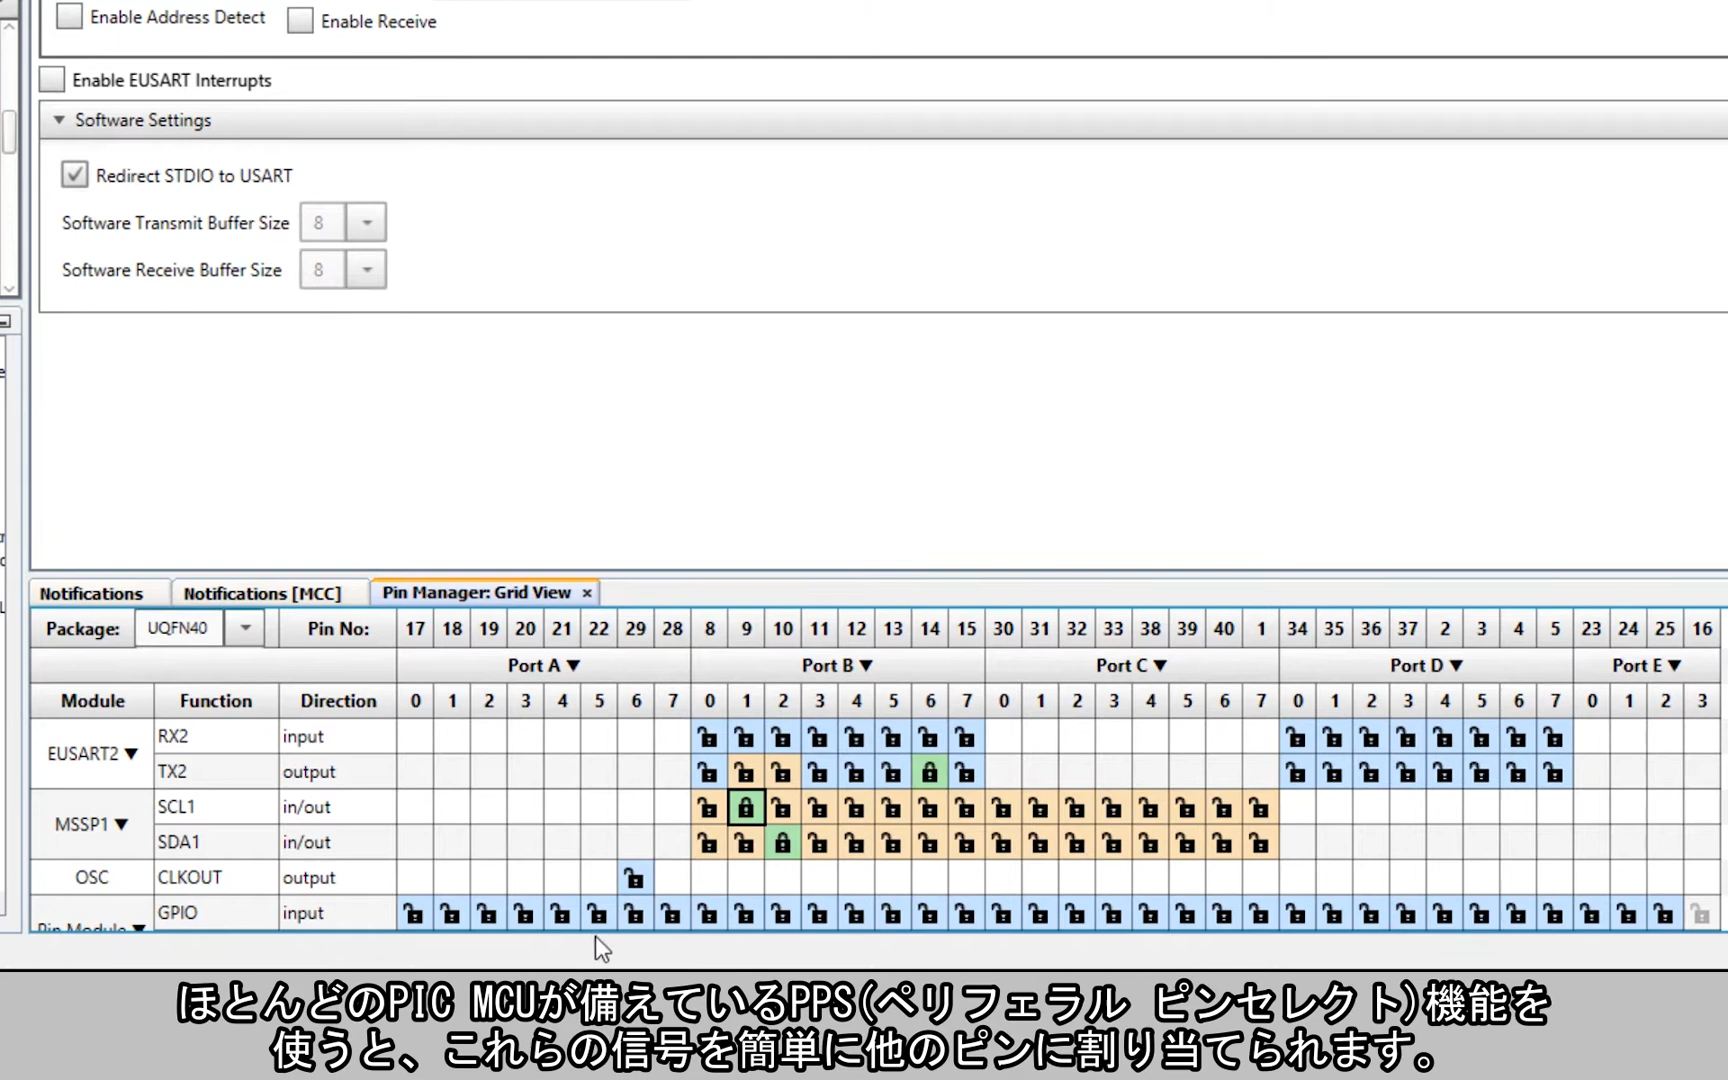 Enable Address Detect Enable Receive
Enable EUSART Interrupts
Software Settings
Redirect STDIO to USART
Software Transmit Buffer Size 8
Software Receive Buffer Size 8
Notifications Notifications [MCC] Pin Manager: Grid View ×
Package: UQFN40 Pin No: 17 18 19 20 21 22 29 28 8 9 10 11 12 13 14 15 30 31 32 33 38 39 40 1 34 35 36 37 2 3 4 5 23 24 25 16
Port A ▼ Port B ▼ Port C ▼ Port D ▼ Port E ▼
Module Function Direction 0 1 2 3 4 5 6 7 0 1 2 3 4 5 6 7 0 1 2 3 4 5 6 7 0 1 2 3 4 5 6 7 0 1 2 3
EUSART2 ▼ RX2 input
TX2 output
MSSP1 ▼ SCL1 in/out
SDA1 in/out
OSC CLKOUT output
Pin Module ▼ GPIO input
ほとんどのPIC MCUが備えているPPS(ペリフェラル ピンセレクト)機能を
使うと、これらの信号を簡単に他のピンに割り当てられます。